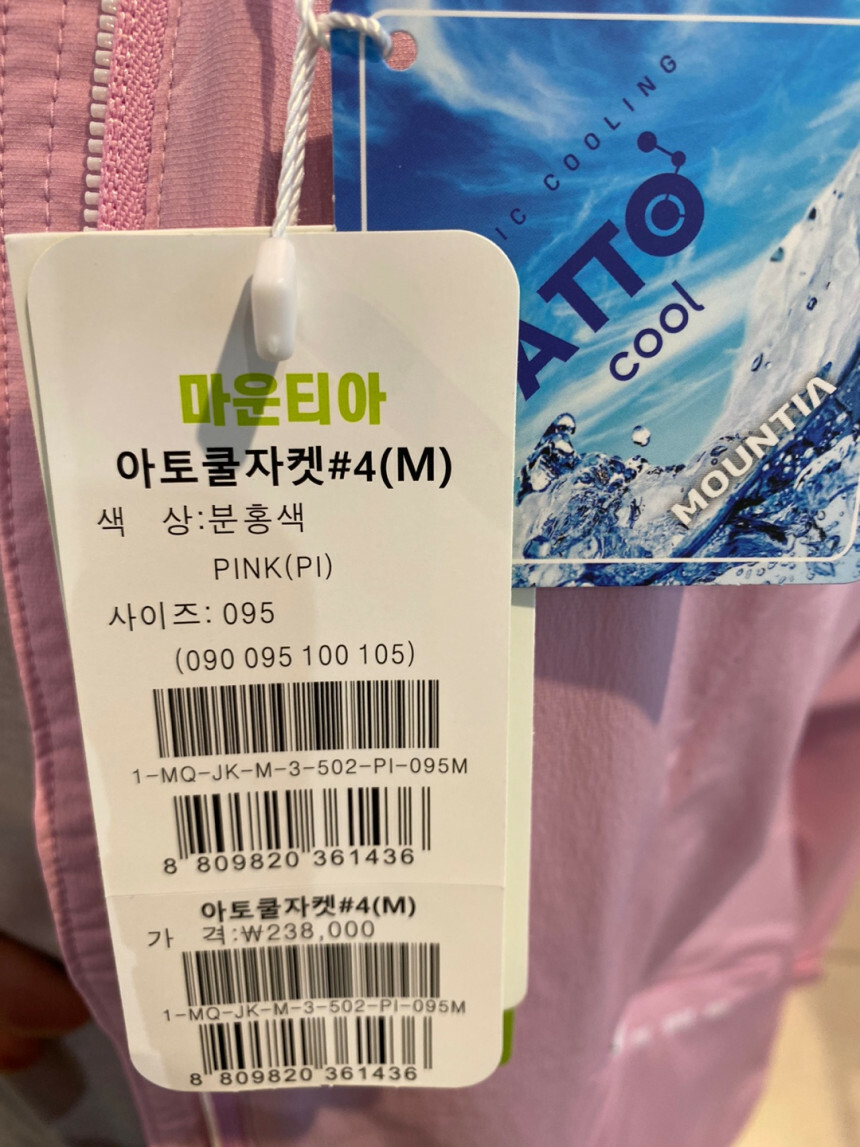 COOLING
ATTO
cool
MOUNTIA
마운티아
아토쿨자켓#4(M)
색 상:분홍색
PINK(PI)
사이즈: 095
(090 095 100 105)
1-MQ-JK-M-3-502-PI-095M
8 809820 361436
아토쿨자켓#4(M)
가 격:₩238,000
1-MQ-JK-M-3-502-PI-095M
8 809820 361436